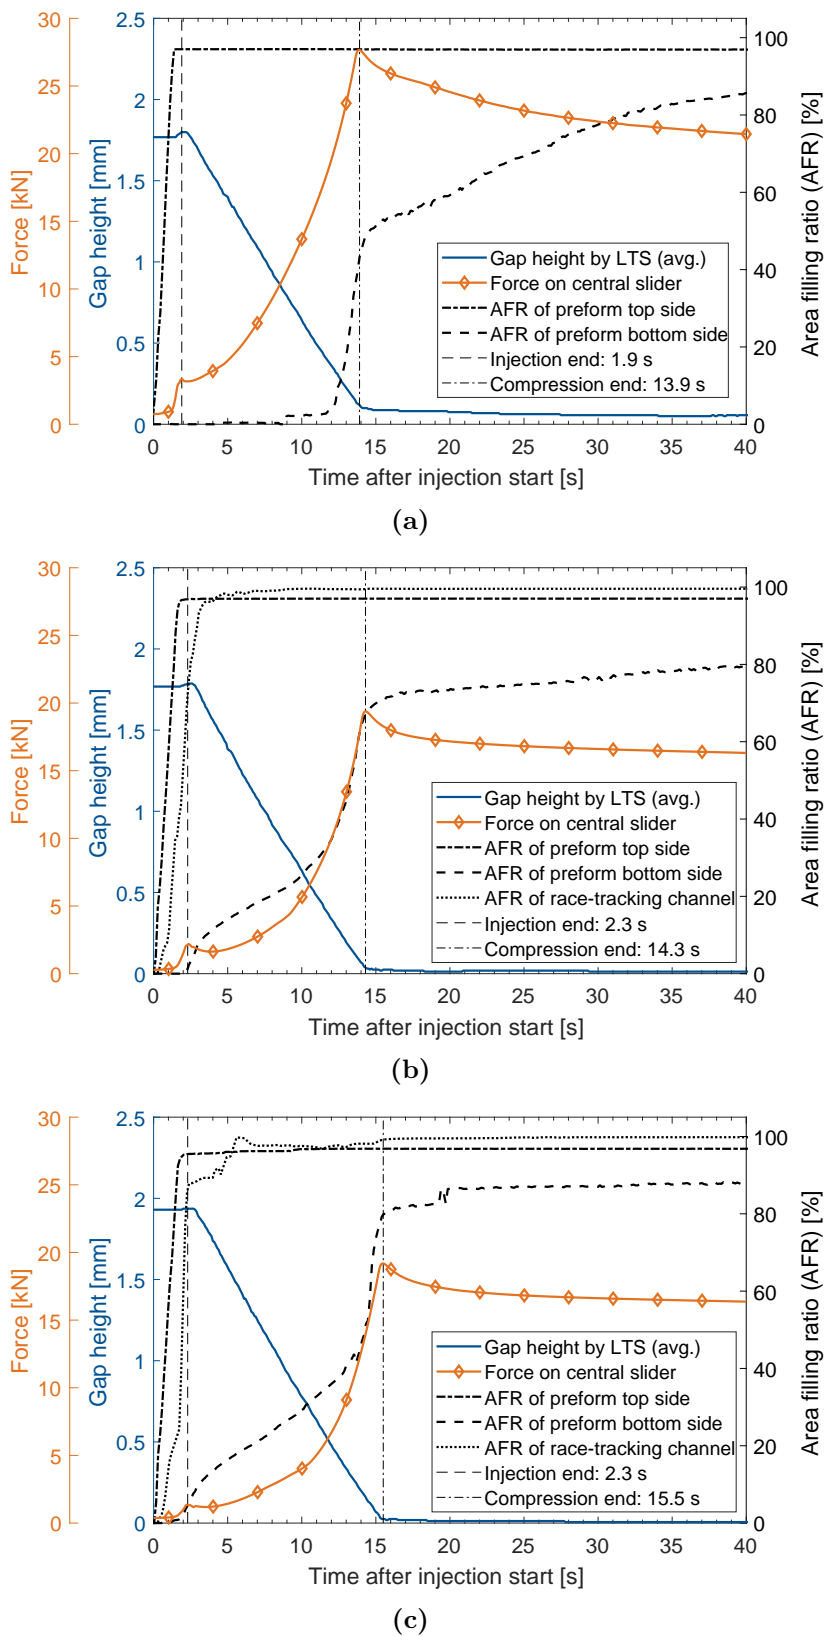 30
25
20
15
10
5
0
Force [kN]
2.5
2
1.5
1
0.5
0
Gap height [mm]
100
80
60
40
20
0
Area filling ratio (AFR) [%]
Gap height by LTS (avg.)
Force on central slider
AFR of preform top side
AFR of preform bottom side
Injection end: 1.9 s
Compression end: 13.9 s
0 5 10 15 20 25 30 35 40
Time after injection start [s]
(a)
30
25
20
15
10
5
0
Force [kN]
2.5
2
1.5
1
0.5
0
Gap height [mm]
100
80
60
40
20
0
Area filling ratio (AFR) [%]
Gap height by LTS (avg.)
Force on central slider
AFR of preform top side
AFR of preform bottom side
AFR of race-tracking channel
Injection end: 2.3 s
Compression end: 14.3 s
0 5 10 15 20 25 30 35 40
Time after injection start [s]
(b)
30
25
20
15
10
5
0
Force [kN]
2.5
2
1.5
1
0.5
0
Gap height [mm]
100
80
60
40
20
0
Area filling ratio (AFR) [%]
Gap height by LTS (avg.)
Force on central slider
AFR of preform top side
AFR of preform bottom side
AFR of race-tracking channel
Injection end: 2.3 s
Compression end: 15.5 s
0 5 10 15 20 25 30 35 40
Time after injection start [s]
(c)